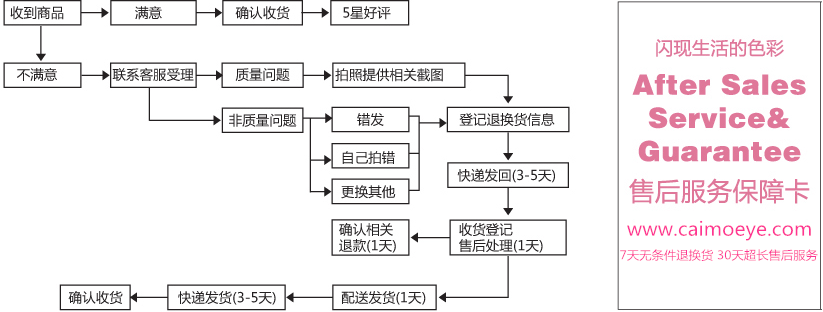 收到商品
满意
确认收货
5星好评
不满意
联系客服受理
质量问题
拍照提供相关截图
非质量问题
错发
自己拍错
更换其他
登记退换货信息
快递发回(3-5天)
收货登记
售后处理(1天)
确认相关
退款(1天)
配送发货(1天)
快递发货(3-5天)
确认收货
闪现生活的色彩
After Sales
Service&
Guarantee
售后服务保障卡
www.caimoeye.com
7天无条件退换货 30天超长售后服务